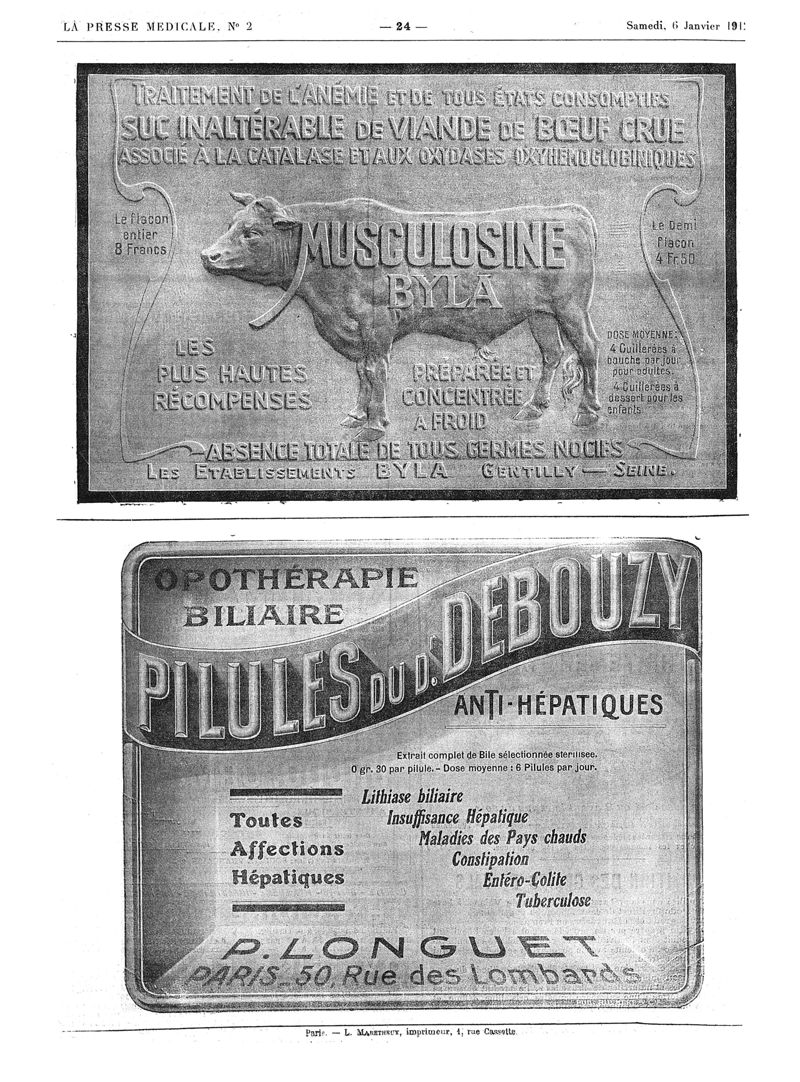 LA PRESSE MEDICALE, No 2
— 24 —
Samedi, 6 Janvier
TRAITEMENT DE L'ANÉMIE ET DE TOUS ÉTATS CONSOMPTIFS
SUC INALTÉRABLE DE VIANDE DE BŒUF CRUE
ASSOCIÉ À LA CATALASE ET AUX OXYDASES OXYHEMOGLOBINIQUES
Le flacon
entier
8 Francs
Le Demi
flacon
4 Fr. 50
MUSCULOSINE
BYLA
LES
PLUS HAUTES
RÉCOMPENSES
PRÉPARÉE ET
CONCENTRÉE
A FROID
DOSE MOYENNE:
4 Cuillerées à
bouche par jour
pour adultes.
4 Cuillerées à
dessert pour les
enfants
ABSENCE TOTALE DE TOUS GERMES NOCIFS
LES ETABLISSEMENTS BYLA GENTILLY — SEINE.
OPOTHÉRAPIE
BILIAIRE
PILULES DU Dr. DEBOUZY
ANTI-HÉPATIQUES
Extrait complet de Bile sélectionnée sterilisee.
0 gr. 30 par pilule. - Dose moyenne : 6 Pilules par jour.
Toutes
Affections
Hépatiques
Lithiase biliaire
Insuffisance Hépatique
Maladies des Pays chauds
Constipation
Entéro-Colite
Tuberculose
P. LONGUET
PARIS_50, Rue des Lombards
Paris. — L. MARETHEUX, imprimeur, 1, rue Cassette.